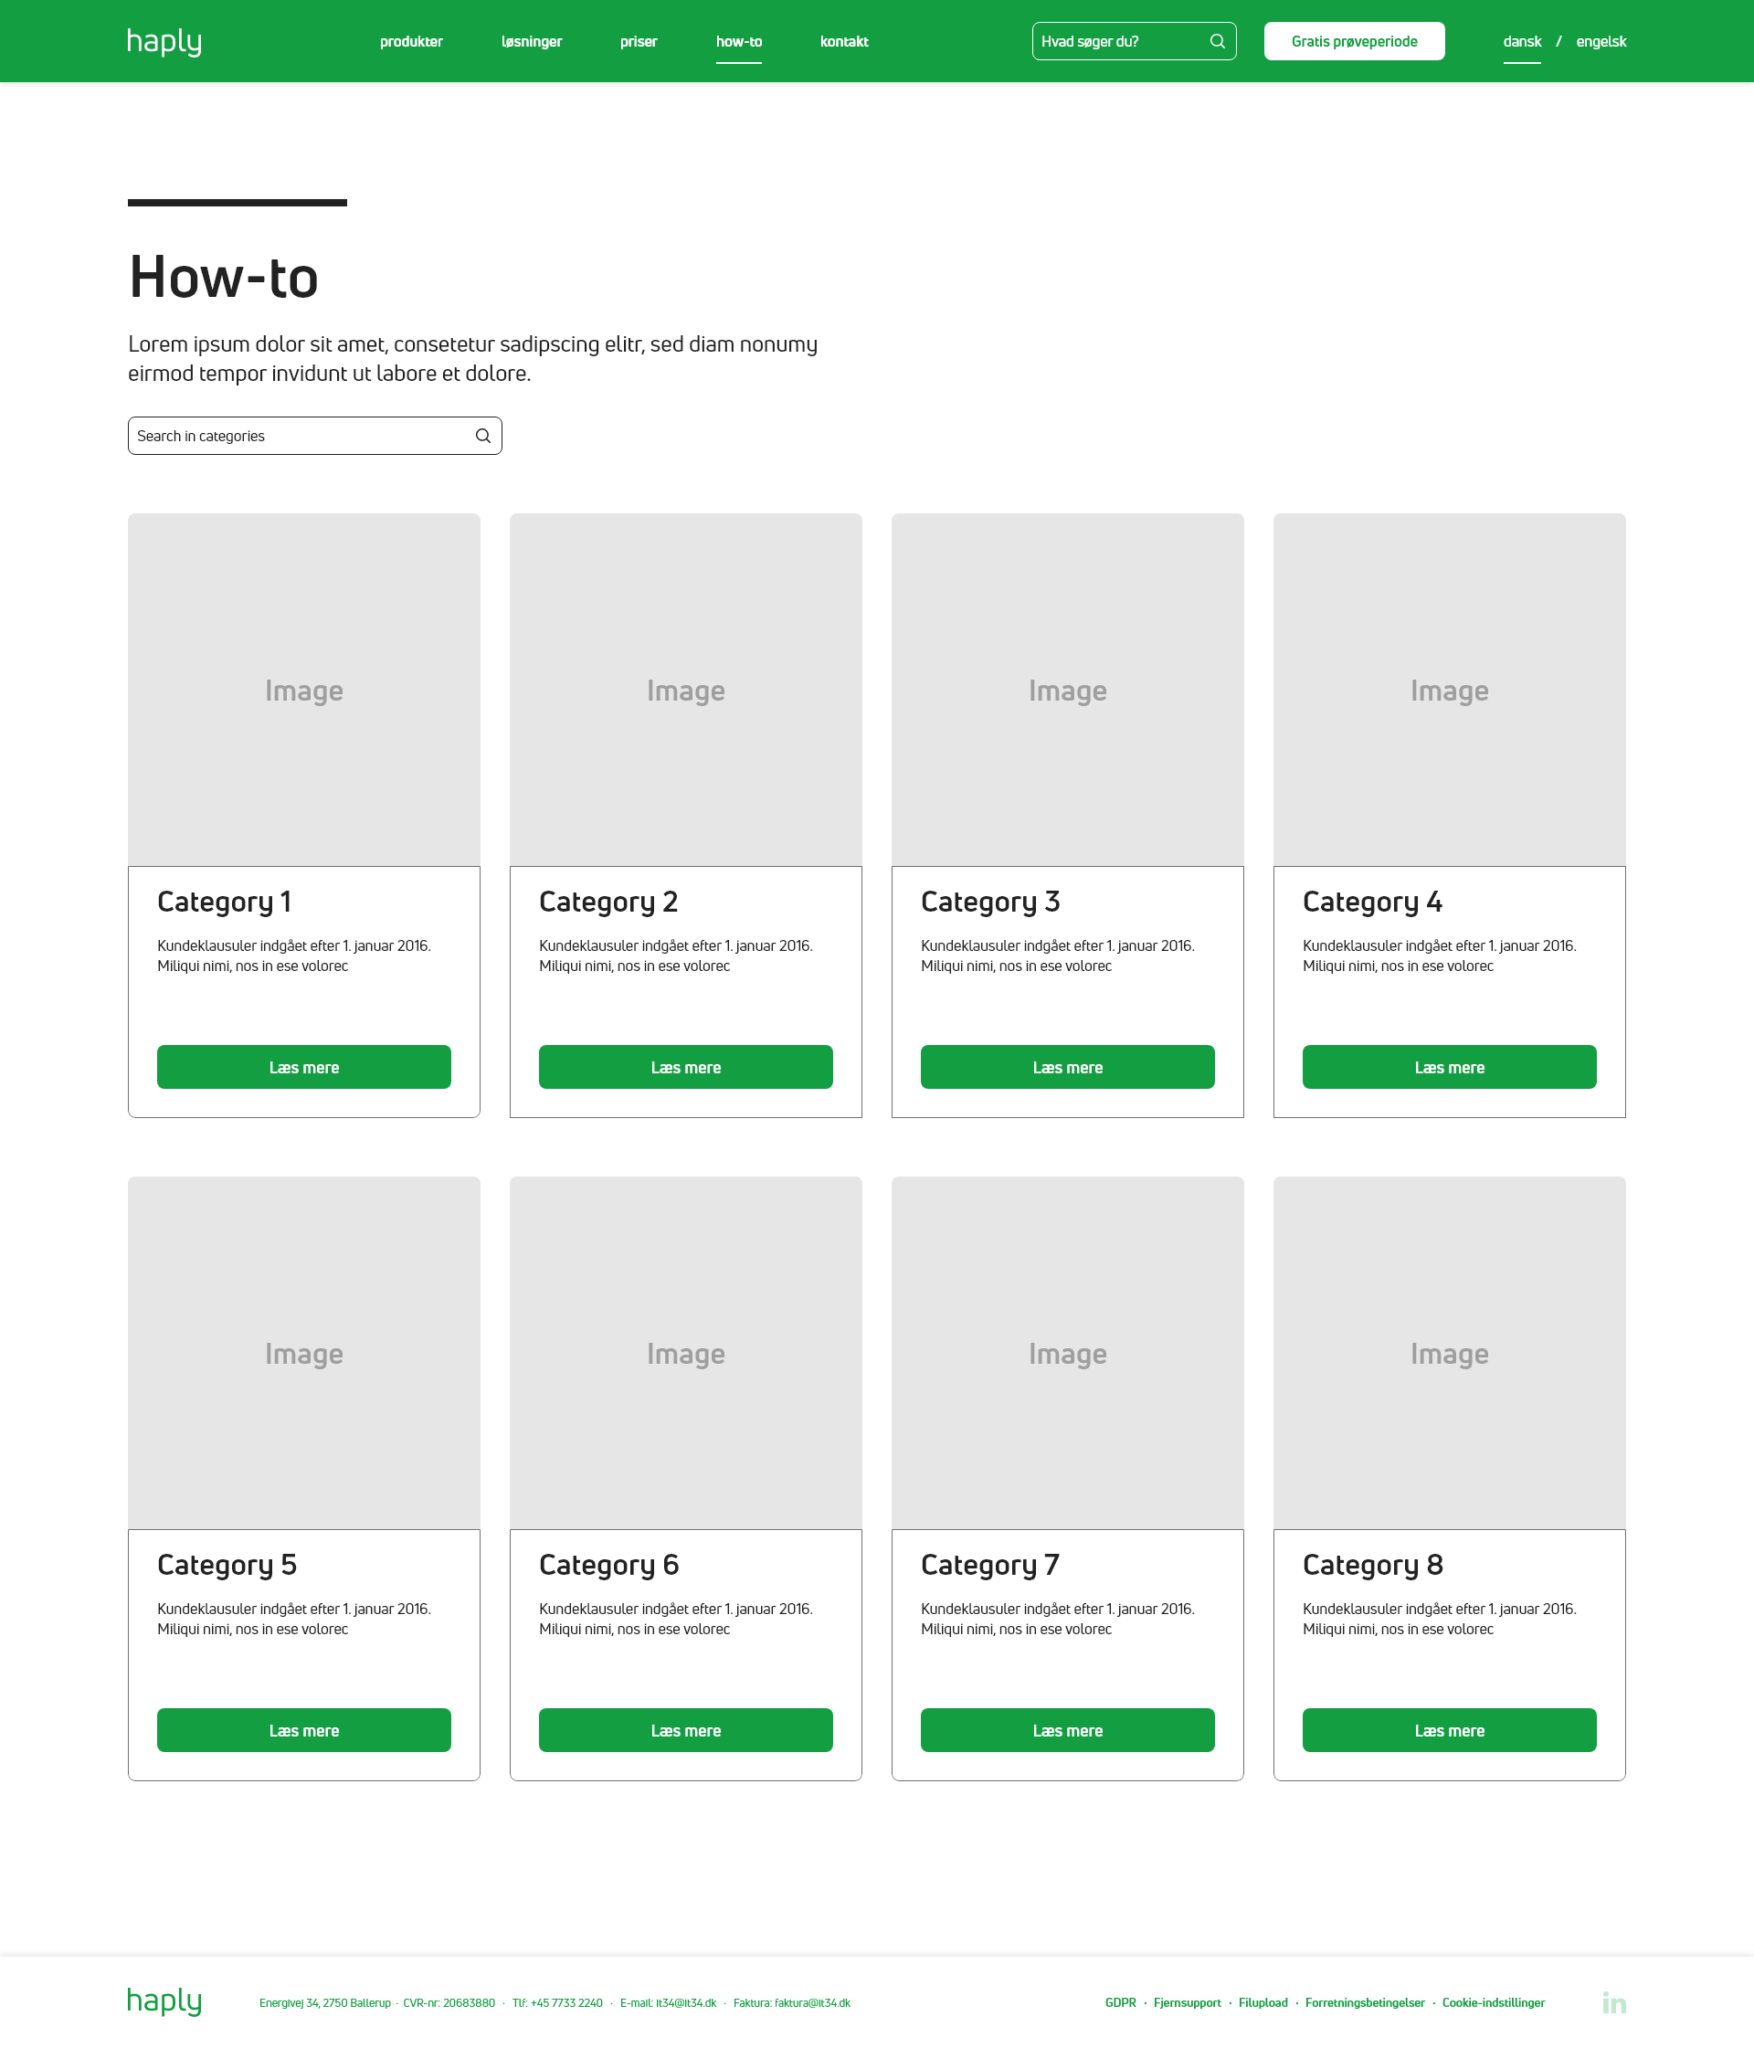 haply produkter løsninger priser how-to kontakt Hvad søger du? Gratis prøveperiode dansk / engelsk
How-to
Lorem ipsum dolor sit amet, consetetur sadipscing elitr, sed diam nonumy
eirmod tempor invidunt ut labore et dolore.
Search in categories
Image Image Image Image
Category 1
Kundeklausuler indgået efter 1. januar 2016.
Miliqui nimi, nos in ese volorec
Læs mere
Category 2
Kundeklausuler indgået efter 1. januar 2016.
Miliqui nimi, nos in ese volorec
Læs mere
Category 3
Kundeklausuler indgået efter 1. januar 2016.
Miliqui nimi, nos in ese volorec
Læs mere
Category 4
Kundeklausuler indgået efter 1. januar 2016.
Miliqui nimi, nos in ese volorec
Læs mere
Image Image Image Image
Category 5
Kundeklausuler indgået efter 1. januar 2016.
Miliqui nimi, nos in ese volorec
Læs mere
Category 6
Kundeklausuler indgået efter 1. januar 2016.
Miliqui nimi, nos in ese volorec
Læs mere
Category 7
Kundeklausuler indgået efter 1. januar 2016.
Miliqui nimi, nos in ese volorec
Læs mere
Category 8
Kundeklausuler indgået efter 1. januar 2016.
Miliqui nimi, nos in ese volorec
Læs mere
haply Energivej 34, 2750 Ballerup · CVR-nr: 20683880 · Tlf: +45 7733 2240 · E-mail: it34@it34.dk · Faktura: faktura@it34.dk GDPR · Fjernsupport · Filupload · Forretningsbetingelser · Cookie-indstillinger in